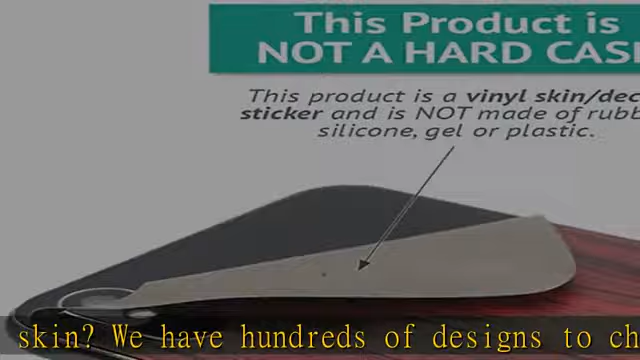 This Product is
NOT A HARD CAS
This product is a vinyl skin/dec
sticker and is NOT made of rubb
silicone, gel or plastic.
skin? We have hundreds of designs to ch